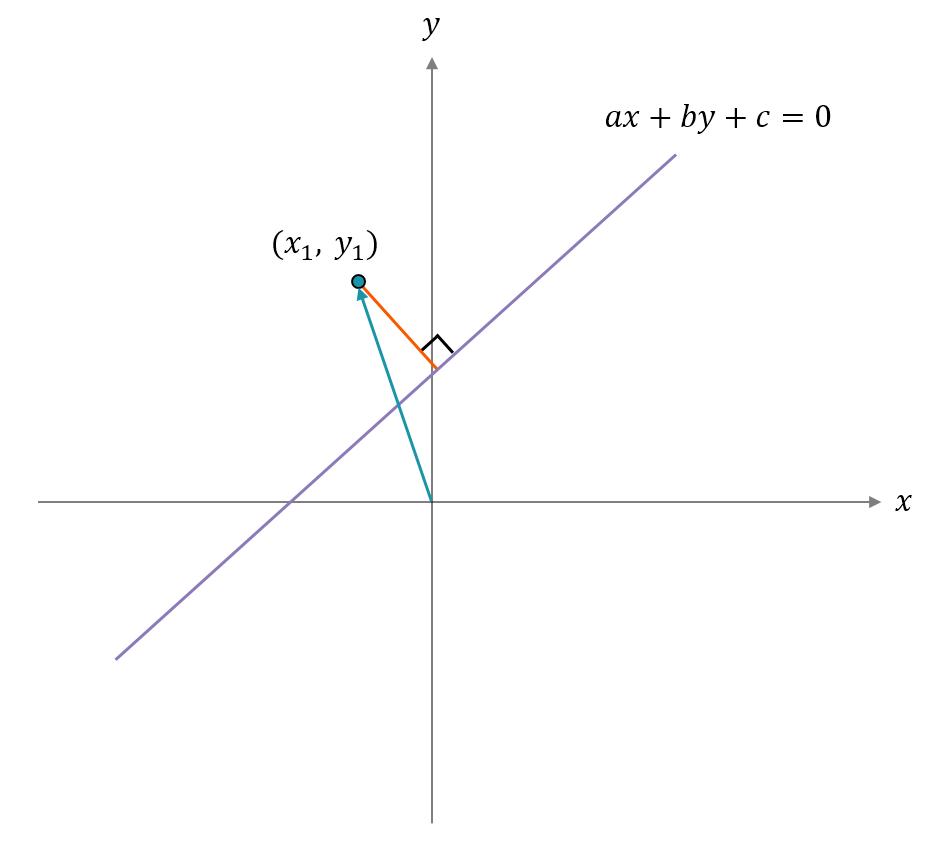 y
ax + by + c = 0
(x₁, y₁)
x